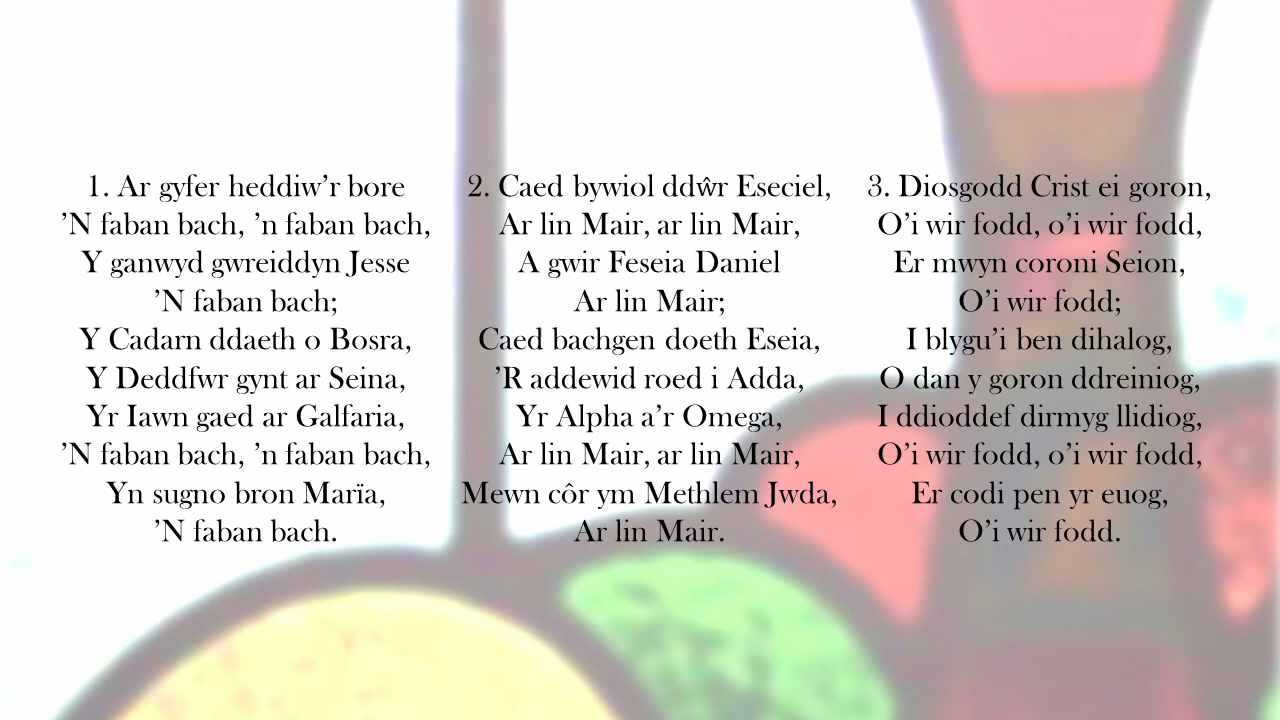 1. Ar gyfer heddiw’r bore
’N faban bach, ’n faban bach,
Y ganwyd gwreiddyn Jesse
’N faban bach;
Y Cadarn ddaeth o Bosra,
Y Deddfwr gynt ar Seina,
Yr Iawn gaed ar Galfaria,
’N faban bach, ’n faban bach,
Yn sugno bron Marïa,
’N faban bach.
2. Caed bywiol ddŵr Eseciel,
Ar lin Mair, ar lin Mair,
A gwir Feseia Daniel
Ar lin Mair;
Caed bachgen doeth Eseia,
’R addewid roed i Adda,
Yr Alpha a’r Omega,
Ar lin Mair, ar lin Mair,
Mewn côr ym Methlem Jwda,
Ar lin Mair.
3. Diosgodd Crist ei goron,
O’i wir fodd, o’i wir fodd,
Er mwyn coroni Seion,
O’i wir fodd;
I blygu’i ben dihalog,
O dan y goron ddreiniog,
I ddioddef dirmyg llidiog,
O’i wir fodd, o’i wir fodd,
Er codi pen yr euog,
O’i wir fodd.